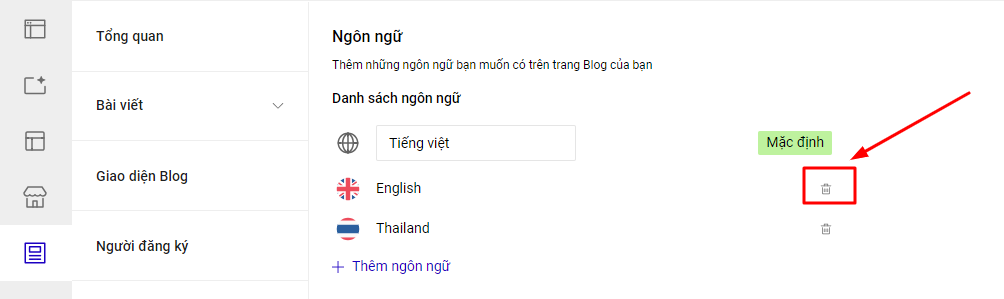 Tổng quan
Bài viết
Giao diện Blog
Người đăng ký
Ngôn ngữ
Thêm những ngôn ngữ bạn muốn có trên trang Blog của bạn
Danh sách ngôn ngữ
Tiếng việt
Mặc định
English
Thailand
+ Thêm ngôn ngữ